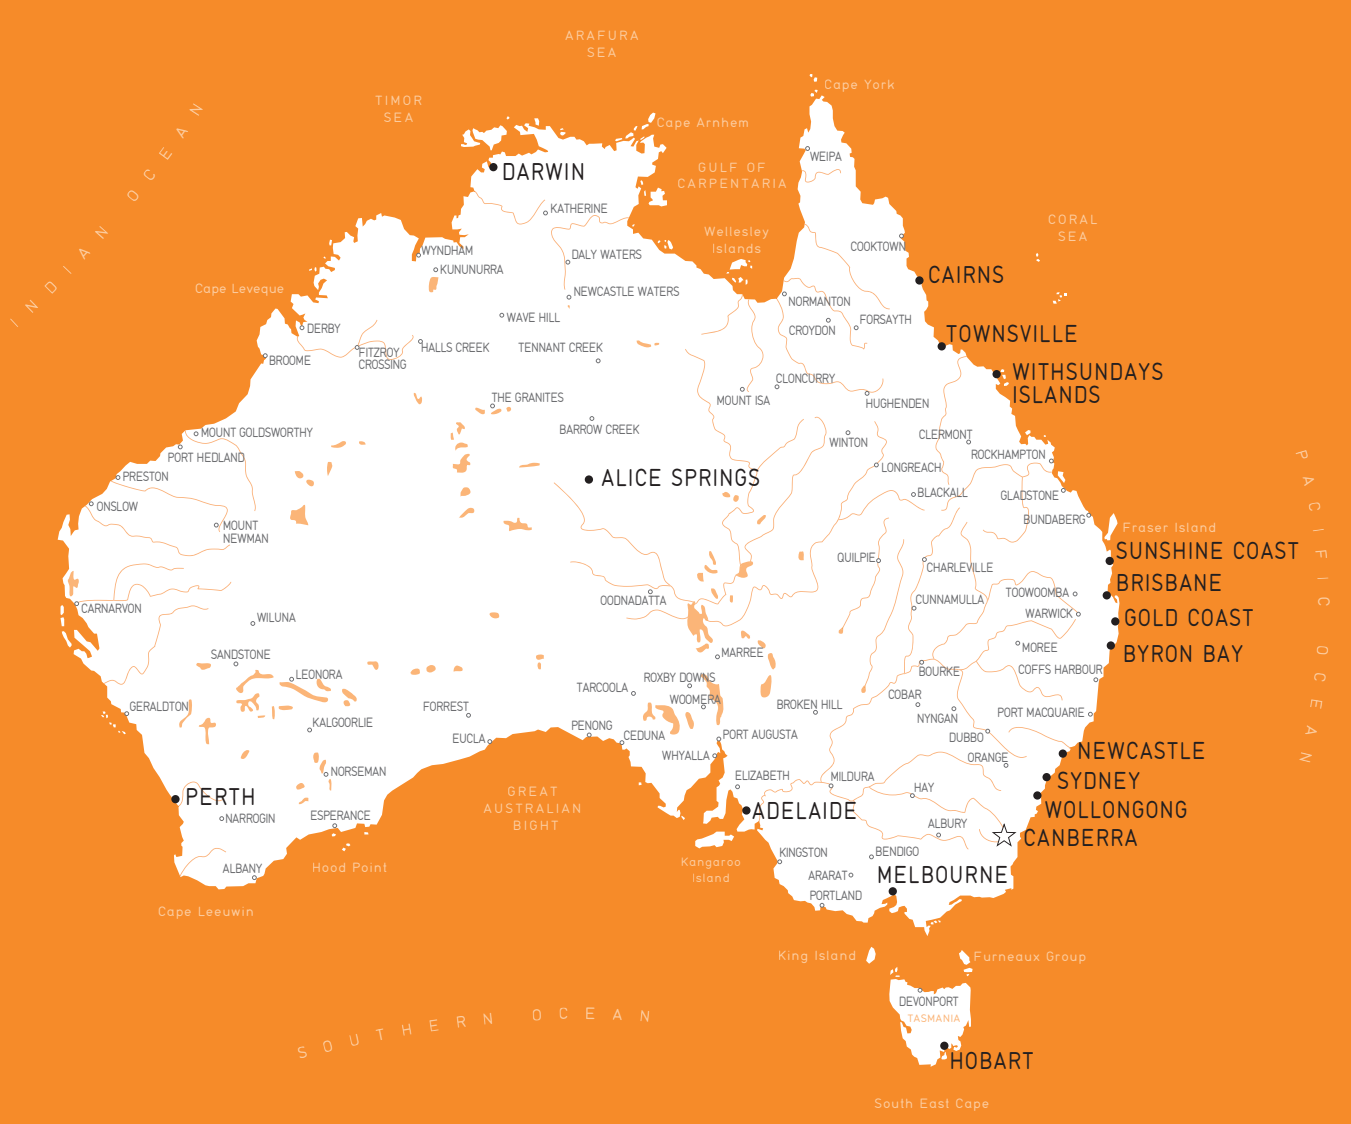 ARAFURA
SEA
TIMOR
SEA
Cape York
Cape Arnhem
INDIAN OCEAN
GULF OF
CARPENTARIA
WEIPA
DARWIN
KATHERINE
CORAL
SEA
Wellesley
Islands
COOKTOWN
WYNDHAM
KUNUNURRA
DALY WATERS
CAIRNS
Cape Leveque
NEWCASTLE WATERS
NORMANTON
WAVE HILL
FORSAYTH
CROYDON
DERBY
TOWNSVILLE
FITZROY
CROSSING
HALLS CREEK
TENNANT CREEK
BROOME
WITHSUNDAYS
ISLANDS
CLONCURRY
MOUNT ISA
HUGHENDEN
THE GRANITES
BARROW CREEK
MOUNT GOLDSWORTHY
CLERMONT
WINTON
PORT HEDLAND
ROCKHAMPTON
LONGREACH
PRESTON
ALICE SPRINGS
BLACKALL
GLADSTONE
ONSLOW
BUNDABERG
MOUNT
NEWMAN
Fraser Island
PACIFIC OCEAN
SUNSHINE COAST
QUILPIE
CHARLEVILLE
BRISBANE
TOOWOOMBA
OODNADATTA
CUNNAMULLA
CARNARVON
WARWICK
GOLD COAST
WILUNA
MOREE
BYRON BAY
SANDSTONE
MARREE
BOURKE
COFFS HARBOUR
LEONORA
ROXBY DOWNS
TARCOOLA
WOOMERA
COBAR
BROKEN HILL
GERALDTON
FORREST
NYNGAN
PORT MACQUARIE
KALGOORLIE
PENONG
CEDUNA
PORT AUGUSTA
EUCLA
DUBBO
NEWCASTLE
WHYALLA
ORANGE
NORSEMAN
ELIZABETH
MILDURA
SYDNEY
HAY
PERTH
GREAT
AUSTRALIAN
BIGHT
ADELAIDE
WOLLONGONG
NARROGIN
ESPERANCE
ALBURY
CANBERRA
KINGSTON
BENDIGO
Kangaroo
Island
ALBANY
Hood Point
ARARAT
MELBOURNE
PORTLAND
Cape Leeuwin
King Island
Furneaux Group
DEVONPORT
TASMANIA
SOUTHERN OCEAN
HOBART
South East Cape